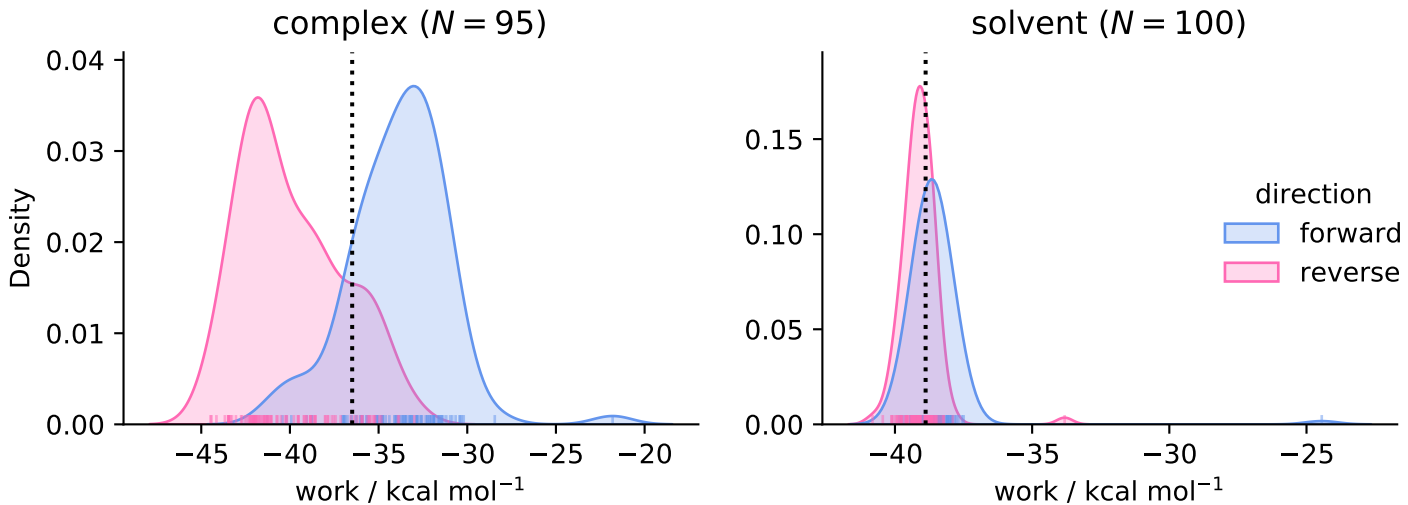 complex (N = 95)
0.04
0.03
0.02
0.01
0.00
Density
−45 −40 −35 −30 −25 −20
work / kcal mol⁻¹
solvent (N = 100)
0.15
0.10
0.05
0.00
−40 −35 −30 −25
work / kcal mol⁻¹
direction
forward
reverse